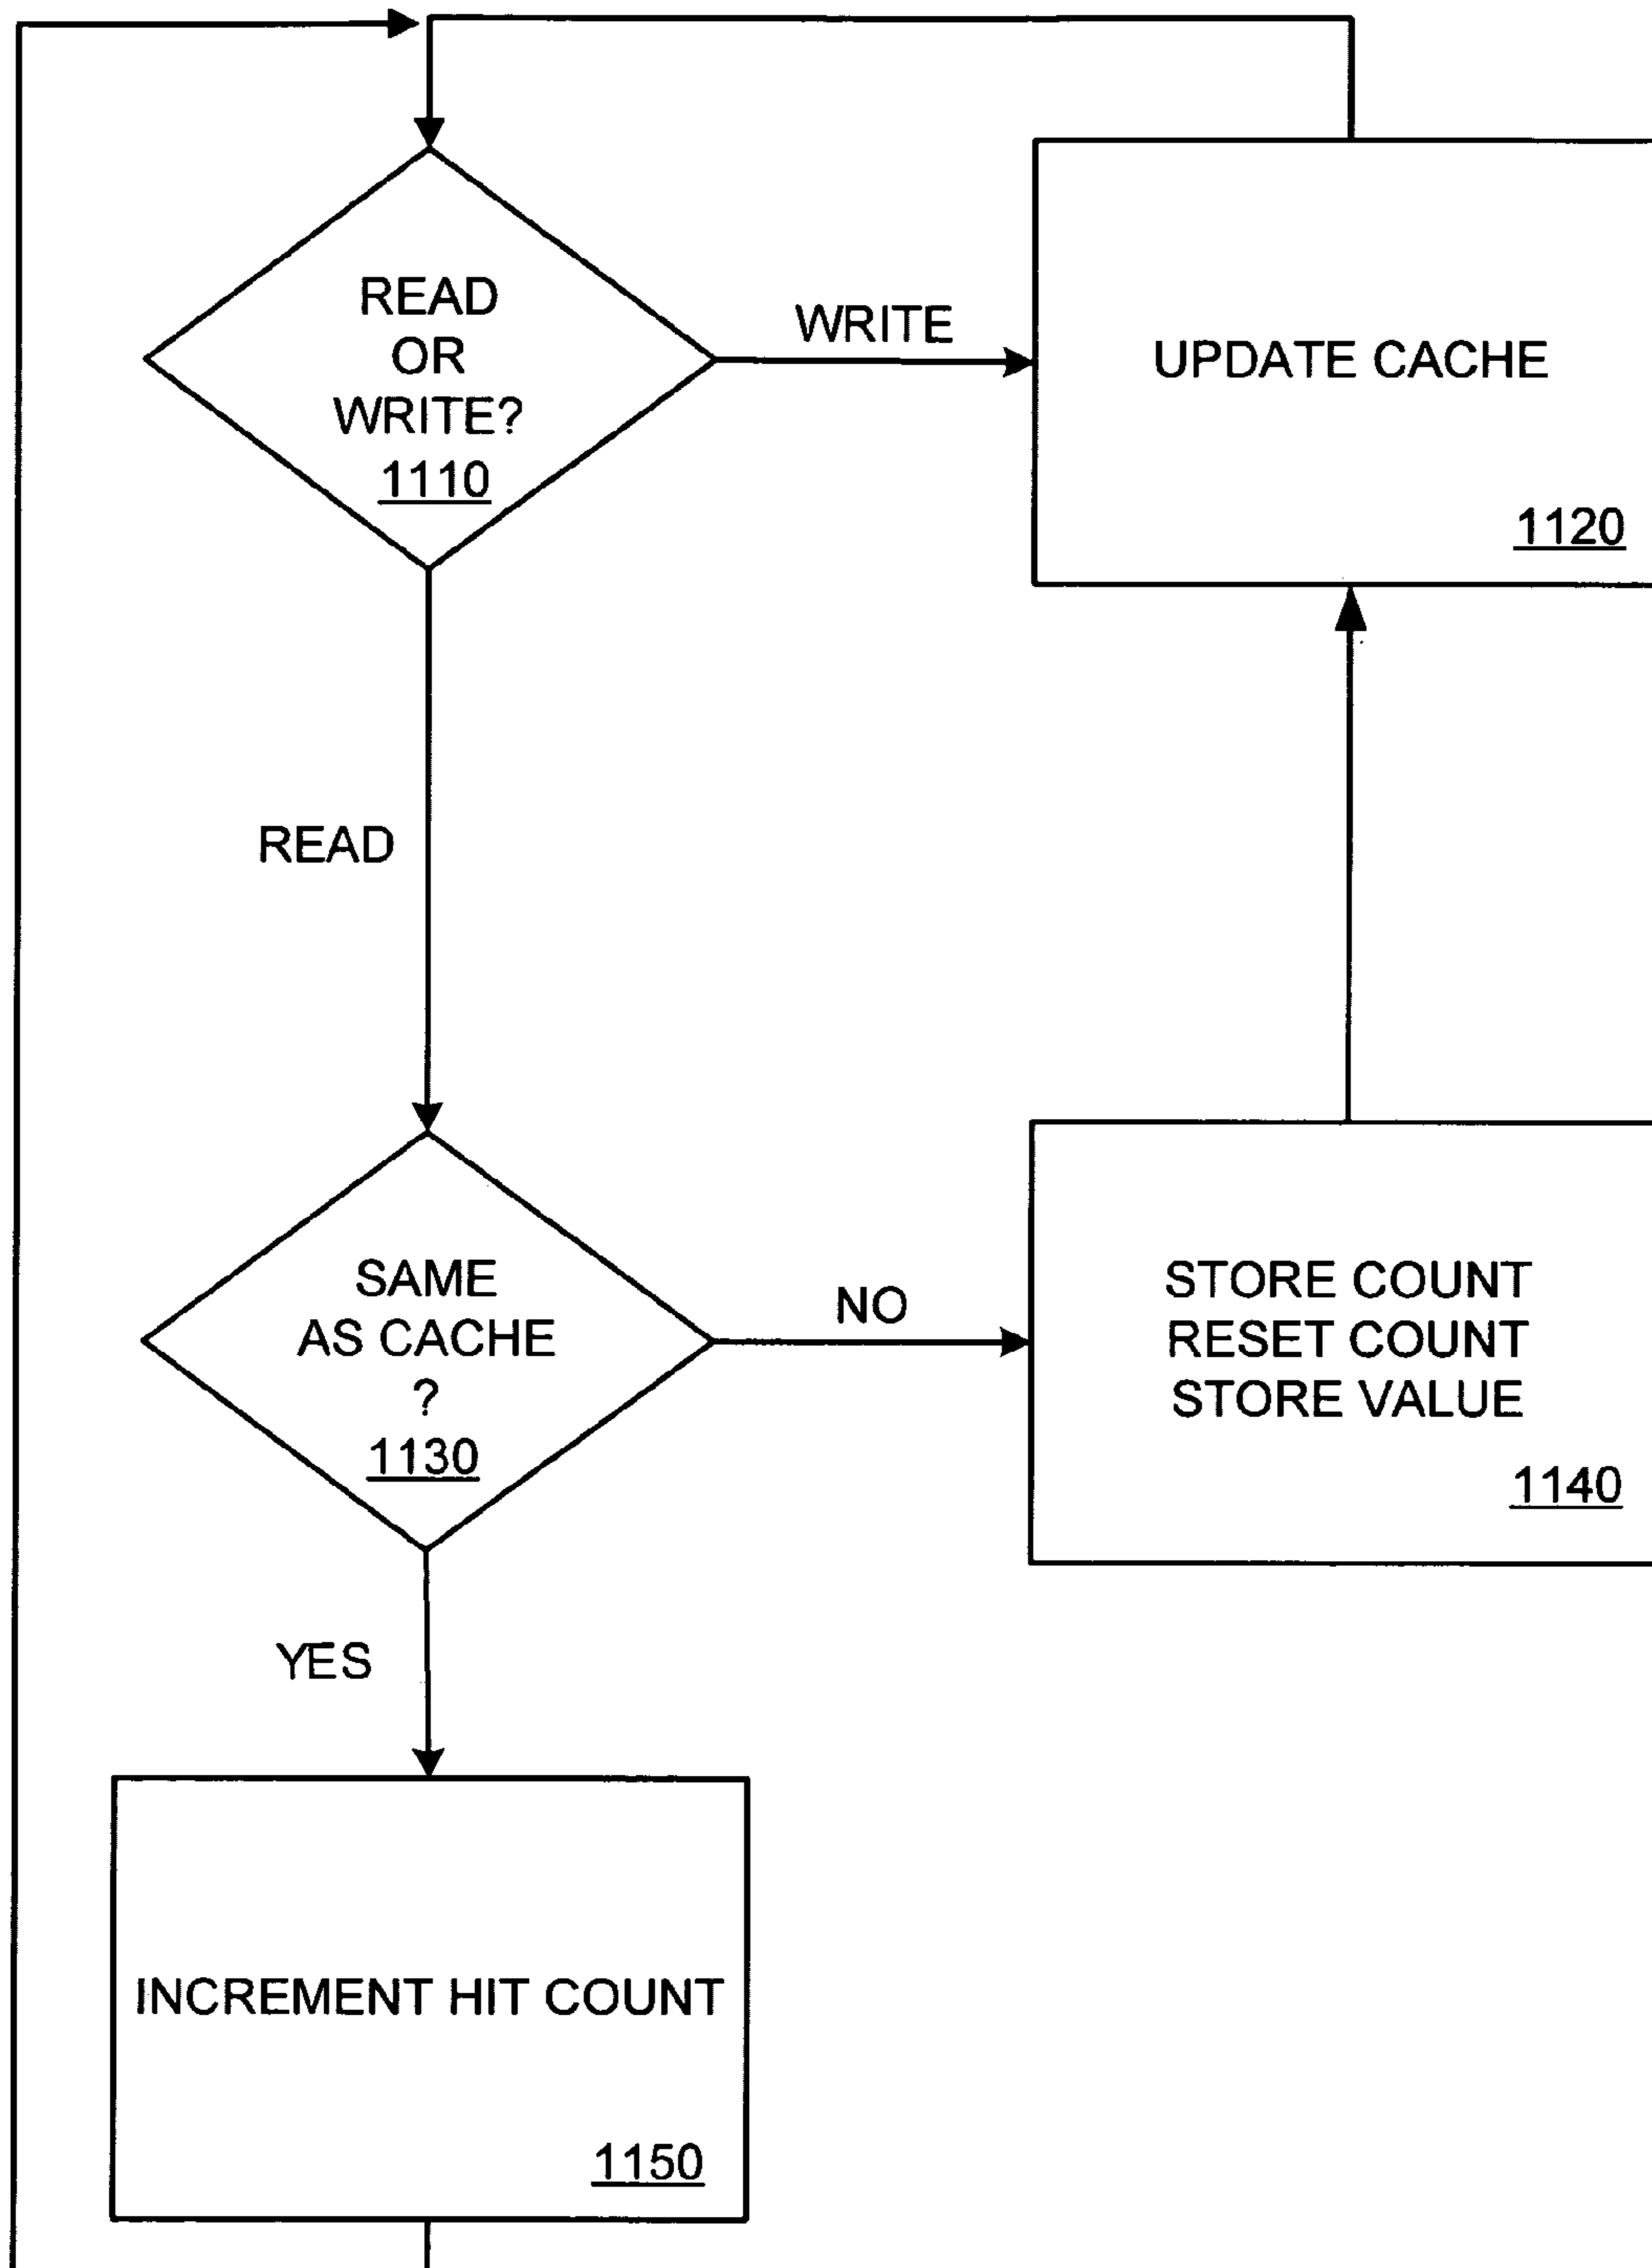 READ
OR
WRITE?
1110
WRITE
UPDATE CACHE
1120
READ
SAME
AS CACHE
?
1130
NO
STORE COUNT
RESET COUNT
STORE VALUE
1140
YES
INCREMENT HIT COUNT
1150